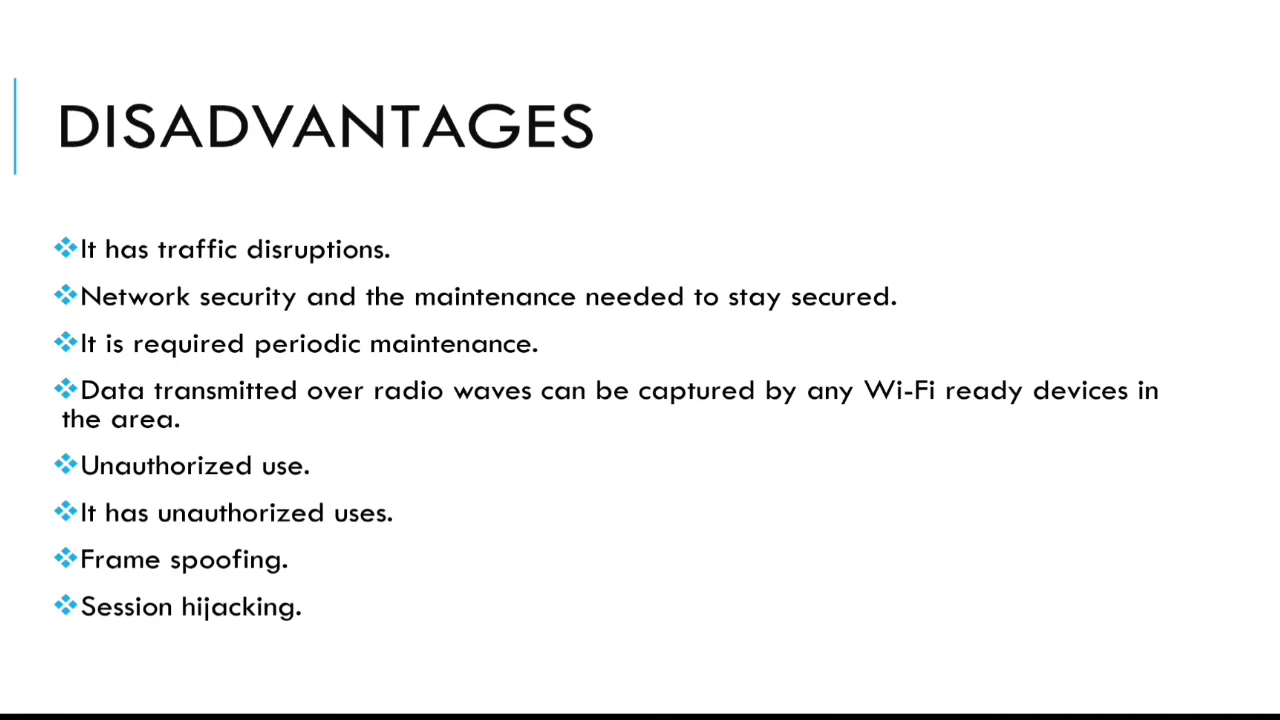 DISADVANTAGES
❖It has traffic disruptions.
❖Network security and the maintenance needed to stay secured.
❖It is required periodic maintenance.
❖Data transmitted over radio waves can be captured by any Wi-Fi ready devices in
the area.
❖Unauthorized use.
❖It has unauthorized uses.
❖Frame spoofing.
❖Session hijacking.